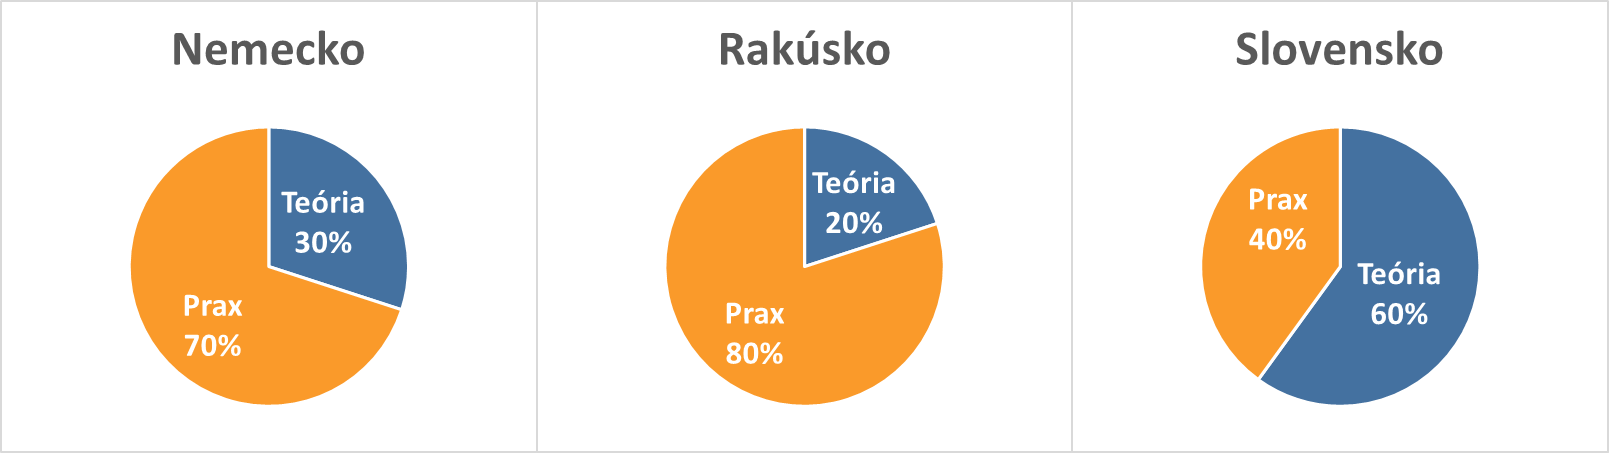 Nemecko
Teória
30%
Prax
70%
Rakúsko
Teória
20%
Prax
80%
Slovensko
Prax
40%
Teória
60%